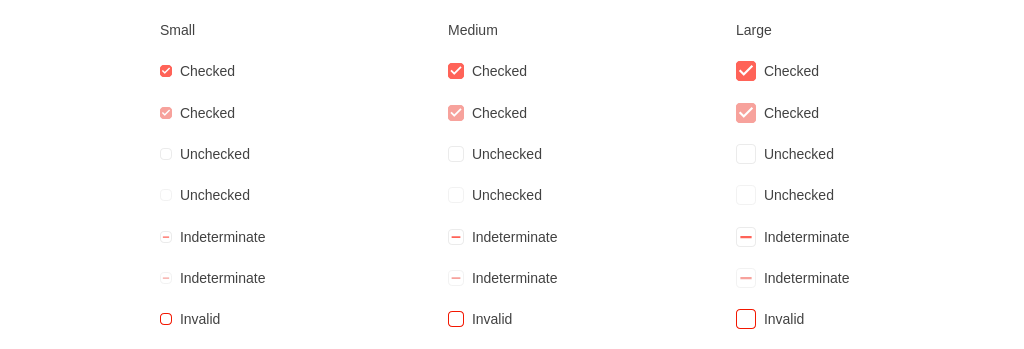 Small Medium Large
Checked Checked Checked
Checked Checked Checked
Unchecked Unchecked Unchecked
Unchecked Unchecked Unchecked
Indeterminate Indeterminate Indeterminate
Indeterminate Indeterminate Indeterminate
Invalid Invalid Invalid